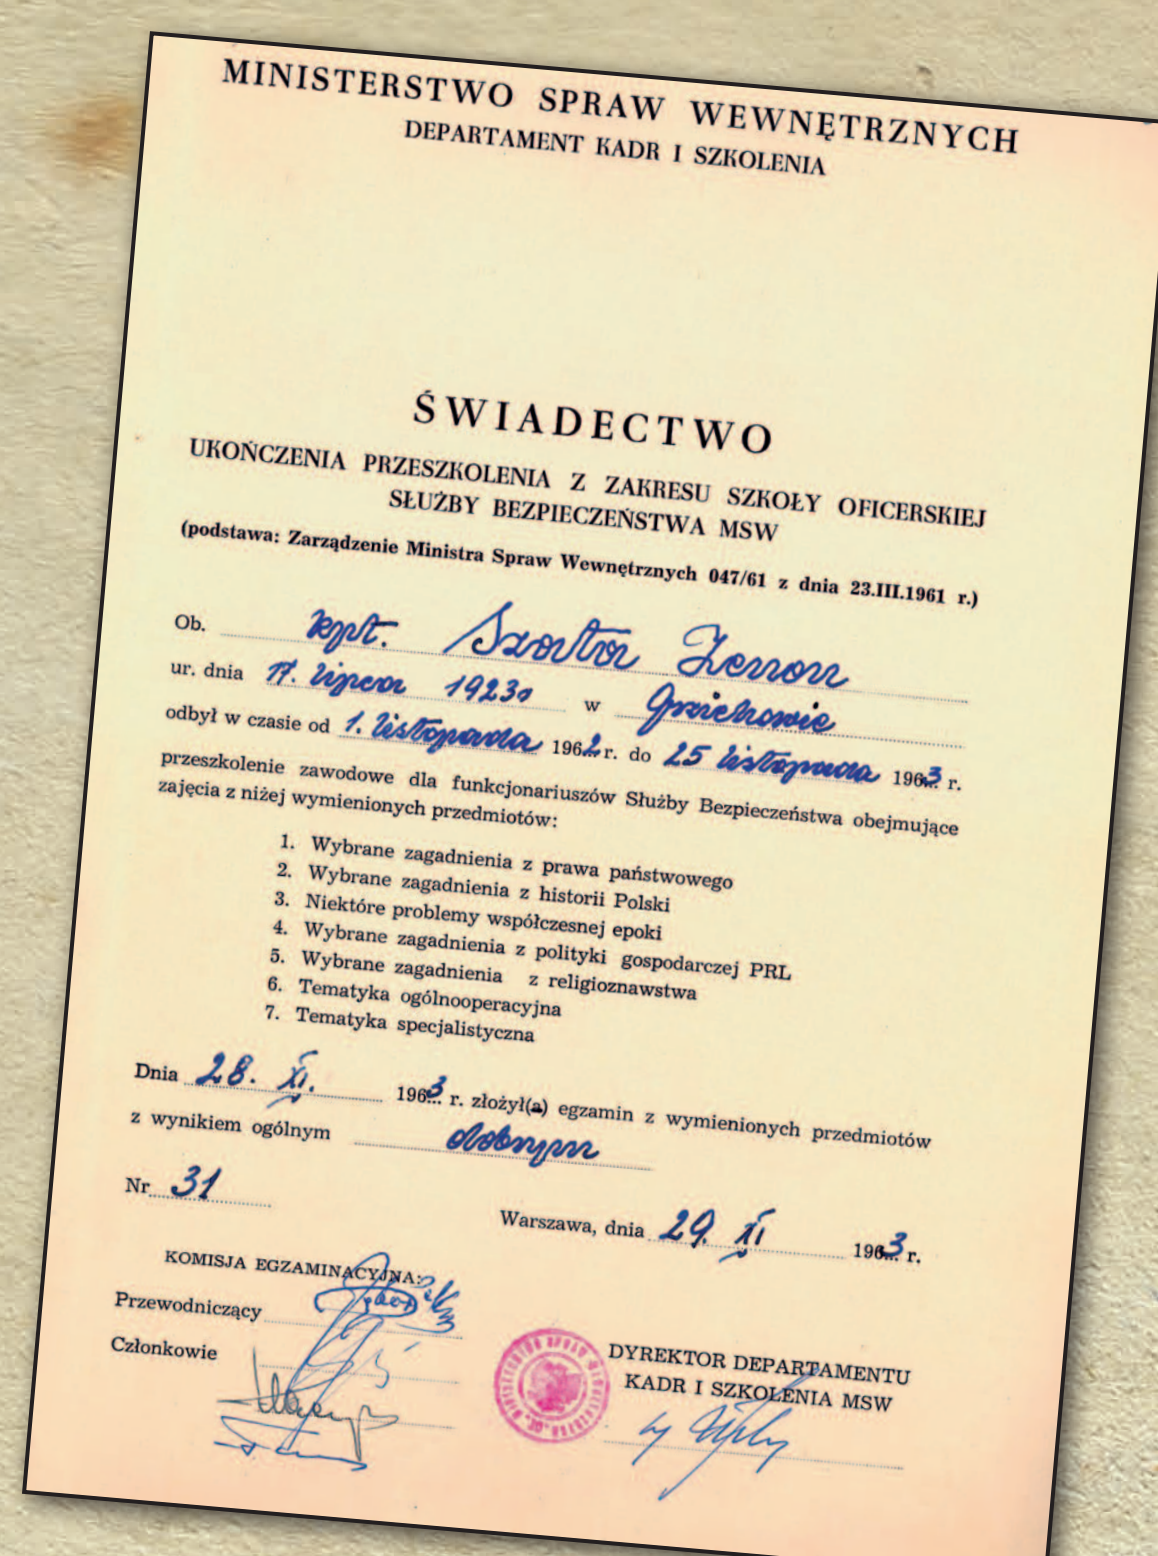 MINISTERSTWO SPRAW WEWNĘTRZNYCH
DEPARTAMENT KADR I SZKOLENIA
ŚWIADECTWO
UKOŃCZENIA PRZESZKOLENIA Z ZAKRESU SZKOŁY OFICERSKIEJ
SŁUŻBY BEZPIECZEŃSTWA MSW
(podstawa: Zarządzenie Ministra Spraw Wewnętrznych 047/61 z dnia 23.III.1961 r.)
Ob. kpt. Szarta Zenon
ur. dnia 17. lipca 1923 w
odbył w czasie od 1. listopada 1962 r. do 25 listopada 1963 r.
przeszkolenie zawodowe dla funkcjonariuszów Służby Bezpieczeństwa obejmujące
zajęcia z niżej wymienionych przedmiotów:
1. Wybrane zagadnienia z prawa państwowego
2. Wybrane zagadnienia z historii Polski
3. Niektóre problemy współczesnej epoki
4. Wybrane zagadnienia z polityki gospodarczej PRL
5. Wybrane zagadnienia z religioznawstwa
6. Tematyka ogólnooperacyjna
7. Tematyka specjalistyczna
Dnia 28. XI. 1963 r. złożył(a) egzamin z wymienionych przedmiotów
z wynikiem ogólnym dobrym
Nr 31
Warszawa, dnia 29. XI 1963 r.
KOMISJA EGZAMINACYJNA:
Przewodniczący
Członkowie
DYREKTOR DEPARTAMENTU
KADR I SZKOLENIA MSW